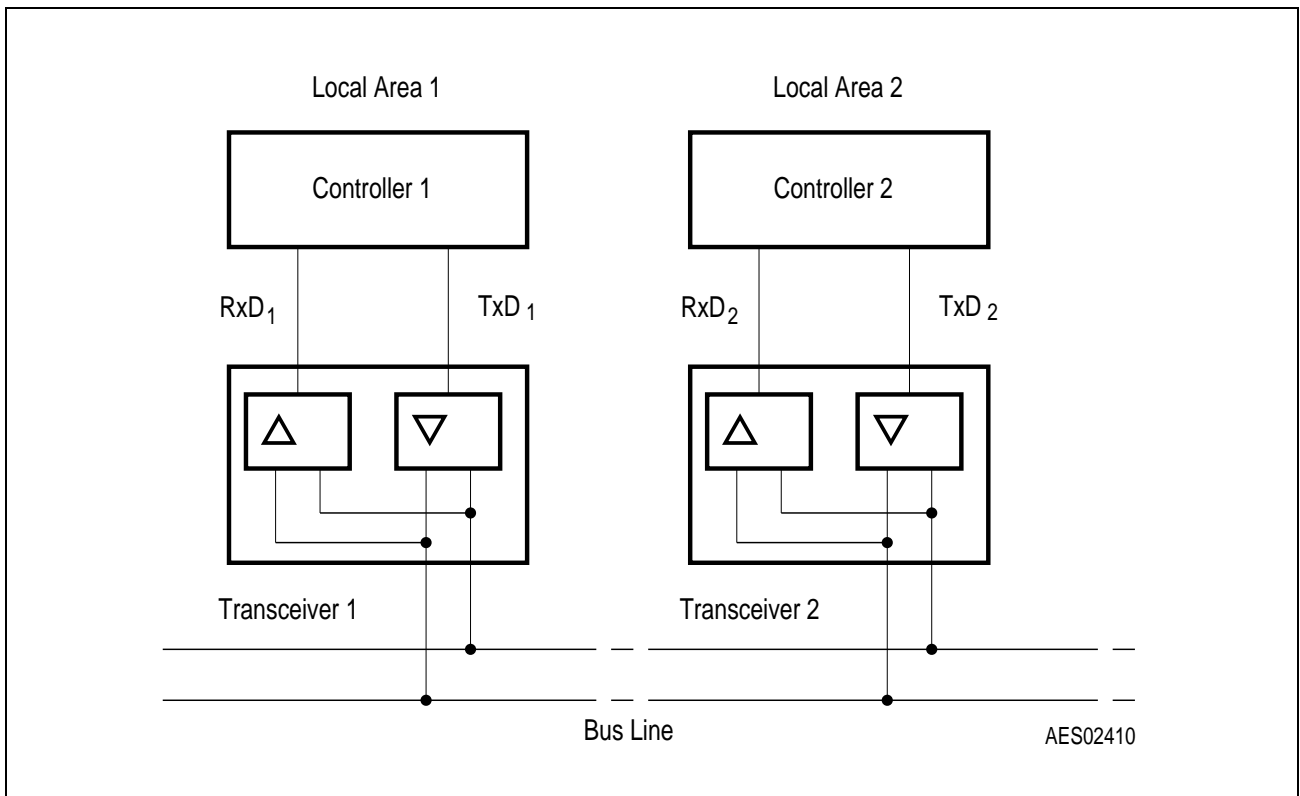 Local Area 1
Local Area 2
Controller 1
Controller 2
RxD1
TxD 1
RxD2
TxD 2
Transceiver 1
Transceiver 2
Bus Line
AES02410